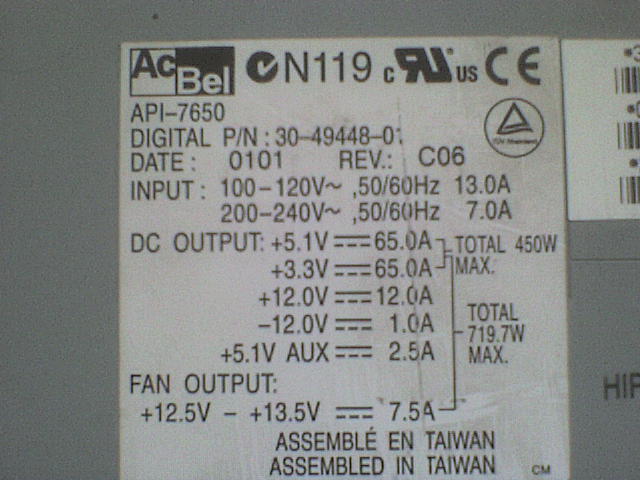 AcBel N119 c RU us CE
API-7650
DIGITAL P/N : 30-49448-01
DATE : 0101 REV.: C06
TÜV Rheinland
INPUT : 100-120V~ ,50/60Hz 13.0A
200-240V~ ,50/60Hz 7.0A
DC OUTPUT: +5.1V 65.0A TOTAL 450W
+3.3V 65.0A MAX.
+12.0V 12.0A
-12.0V 1.0A TOTAL
719.7W
+5.1V AUX 2.5A MAX.
FAN OUTPUT:
+12.5V - +13.5V 7.5A
ASSEMBLÉ EN TAIWAN
ASSEMBLED IN TAIWAN CM